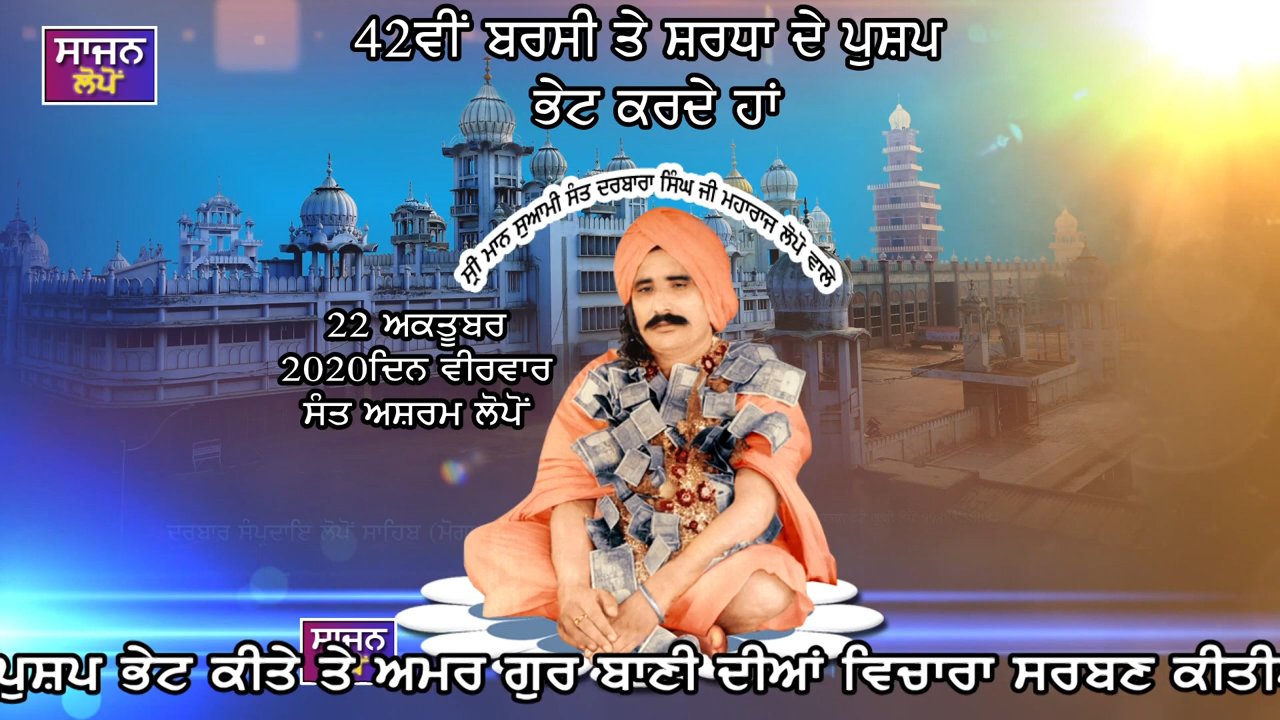 ਸਾਜਨ
ਲੋਪੋਂ
42ਵੀਂ ਬਰਸੀ ਤੇ ਸ਼ਰਧਾ ਦੇ ਪੁਸ਼ਪ
ਭੇਟ ਕਰਦੇ ਹਾਂ
ਸ੍ਰੀ ਮਾਨ ਸੁਆਮੀ ਸੰਤ ਦਰਬਾਰਾ ਸਿੰਘ ਜੀ ਮਹਾਰਾਜ ਲੋਪੋ ਵਾਲੇ
22 ਅਕਤੂਬਰ
2020ਦਿਨ ਵੀਰਵਾਰ
ਸੰਤ ਅਸ਼ਰਮ ਲੋਪੋਂ
ਦਰਬਾਰ ਸੰਪਦਾਇ ਲੋਪੋਂ ਸਾਹਿਬ
ਸਾਜਨ
ਪੁਸ਼ਪ ਭੇਟ ਕੀਤੇ ਤੇ ਅਮਰ ਗੁਰ ਬਾਣੀ ਦੀਆਂ ਵਿਚਾਰਾ ਸਰਬਣ ਕੀਤੀ